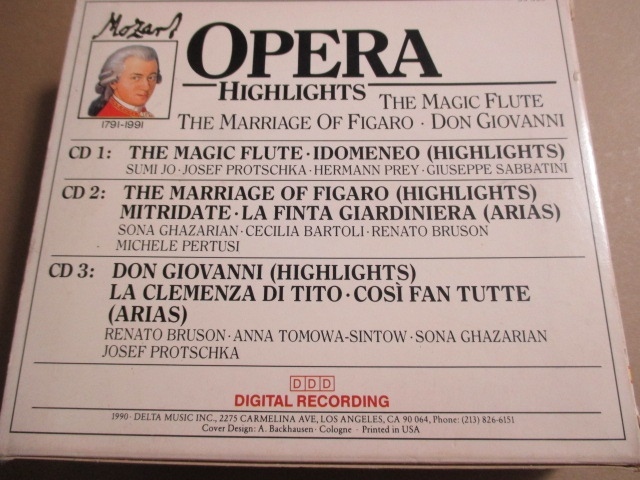 Mozart
OPERA
HIGHLIGHTS
THE MAGIC FLUTE
THE MARRIAGE OF FIGARO · DON GIOVANNI
1791-1991
CD 1: THE MAGIC FLUTE · IDOMENEO (HIGHLIGHTS)
SUMI JO · JOSEF PROTSCHKA · HERMANN PREY · GIUSEPPE SABBATINI
CD 2: THE MARRIAGE OF FIGARO (HIGHLIGHTS)
MITRIDATE · LA FINTA GIARDINIERA (ARIAS)
SONA GHAZARIAN · CECILIA BARTOLI · RENATO BRUSON
MICHELE PERTUSI
CD 3: DON GIOVANNI (HIGHLIGHTS)
LA CLEMENZA DI TITO · COSÌ FAN TUTTE
(ARIAS)
RENATO BRUSON · ANNA TOMOWA-SINTOW · SONA GHAZARIAN
JOSEF PROTSCHKA
DDD
DIGITAL RECORDING
1990 · DELTA MUSIC INC., 2275 CARMELINA AVE, LOS ANGELES, CA 90 064, Phone: (213) 826-6151
Cover Design: A. Backhausen · Cologne · Printed in USA